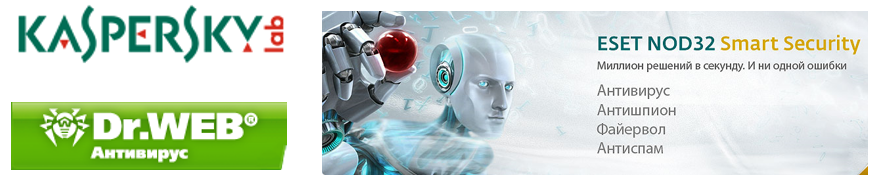 KASPERSKY lab
Dr.WEB®
Антивирус
ESET NOD32 Smart Security
Миллион решений в секунду. И ни одной ошибки
Антивирус
Антишпион
Файервол
Антиспам